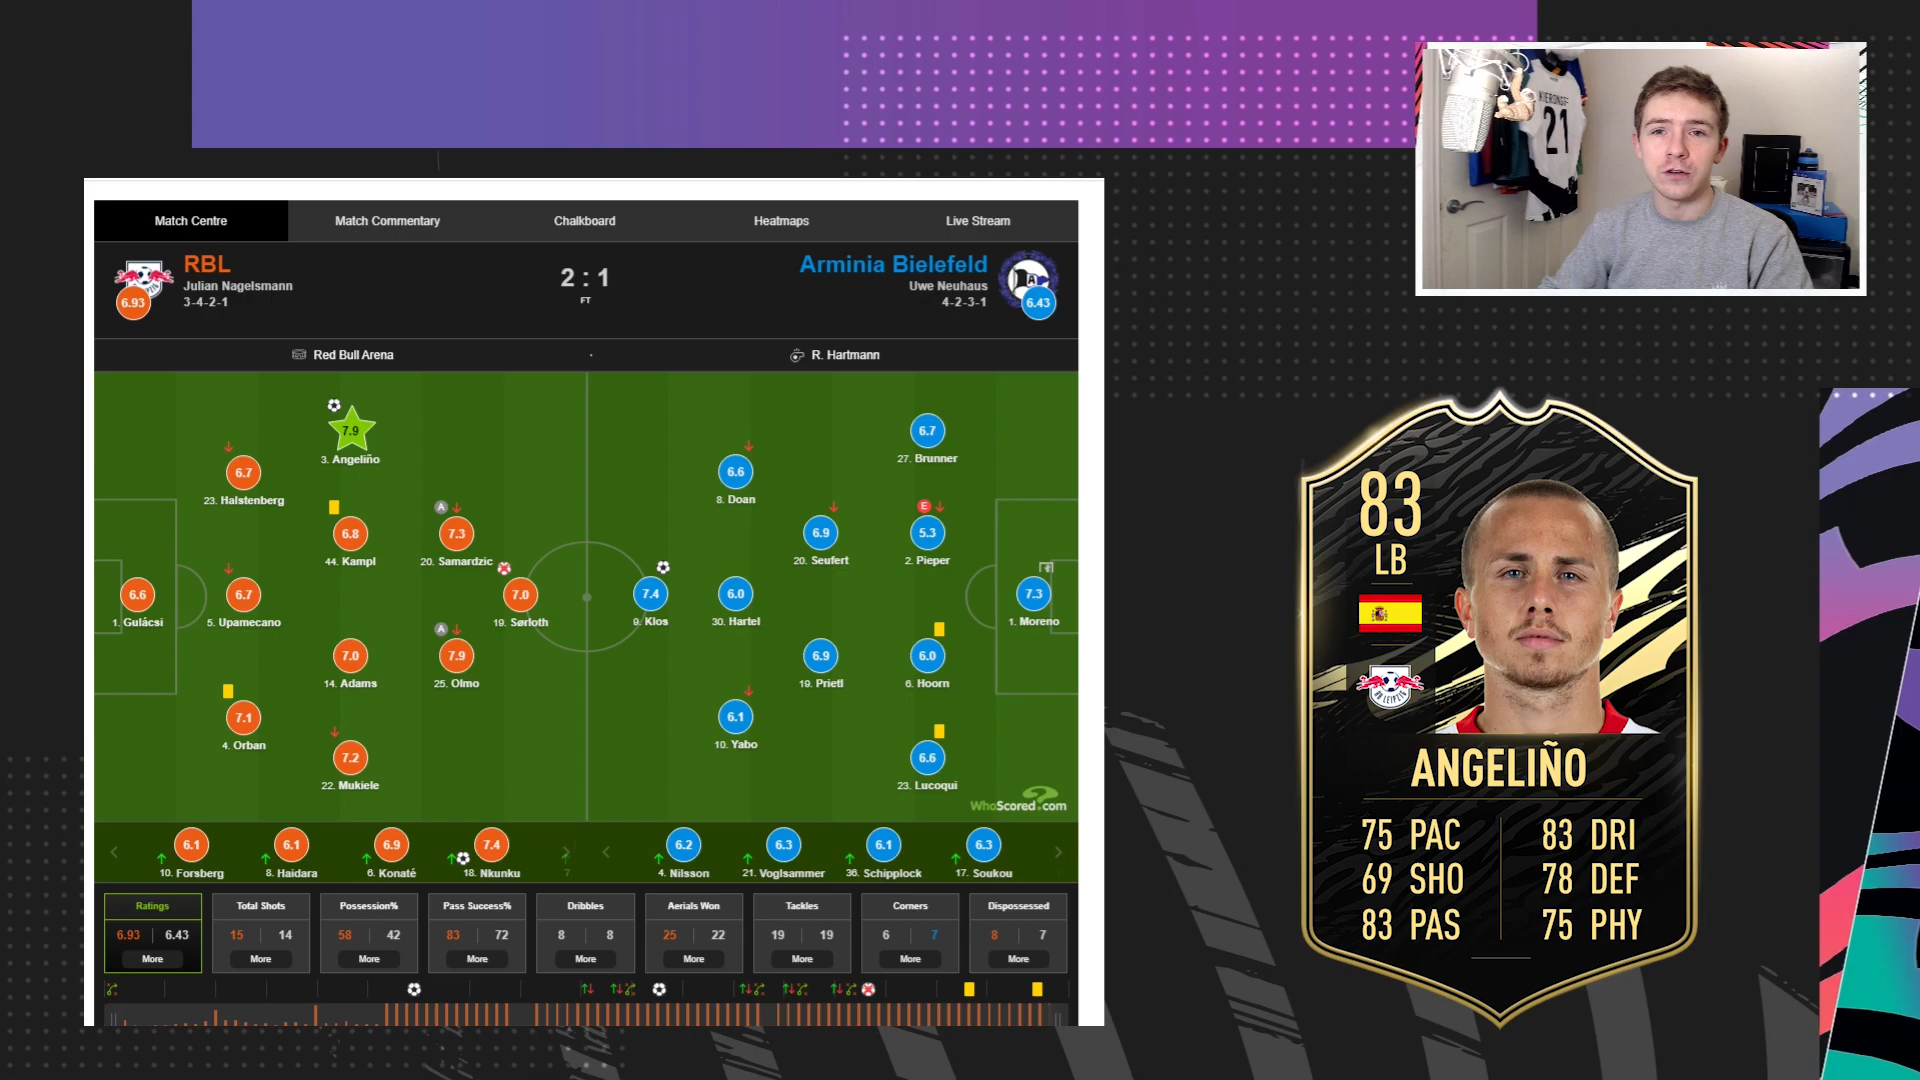 Match Centre
Match Commentary
Chalkboard
Heatmaps
Live Stream
RBL
Julian Nagelsmann
3-4-2-1
6.93
2 : 1
FT
Arminia Bielefeld
Uwe Neuhaus
4-2-3-1
6.43
Red Bull Arena
R. Hartmann
7.9
3. Angeliño
6.7
23. Halstenberg
6.8
44. Kampl
A
7.3
20. Samardzic
6.6
1. Gulácsi
6.7
5. Upamecano
7.0
19. Sørloth
7.0
14. Adams
A
7.9
25. Olmo
7.1
4. Orban
7.2
22. Mukiele
6.7
27. Brunner
6.6
8. Doan
6.9
20. Seufert
E
5.3
2. Pieper
7.4
9. Klos
6.0
30. Hartel
7.3
1. Moreno
6.9
19. Prietl
6.0
6. Hoorn
6.1
10. Yabo
6.6
23. Lucoqui
WhoScored.com
6.1
10. Forsberg
6.1
8. Haidara
6.9
6. Konaté
7.4
18. Nkunku
7.
6.2
4. Nilsson
6.3
21. Voglsammer
6.1
36. Schipplock
6.3
17. Soukou
Ratings
6.93 6.43
More
Total Shots
15 14
More
Possession%
58 42
More
Pass Success%
83 72
More
Dribbles
8 8
More
Aerials Won
25 22
More
Tackles
19 19
More
Corners
6 7
More
Dispossessed
8 7
More
21
83
LB
RB LEIPZIG
ANGELIÑO
75 PAC
69 SHO
83 PAS
83 DRI
78 DEF
75 PHY